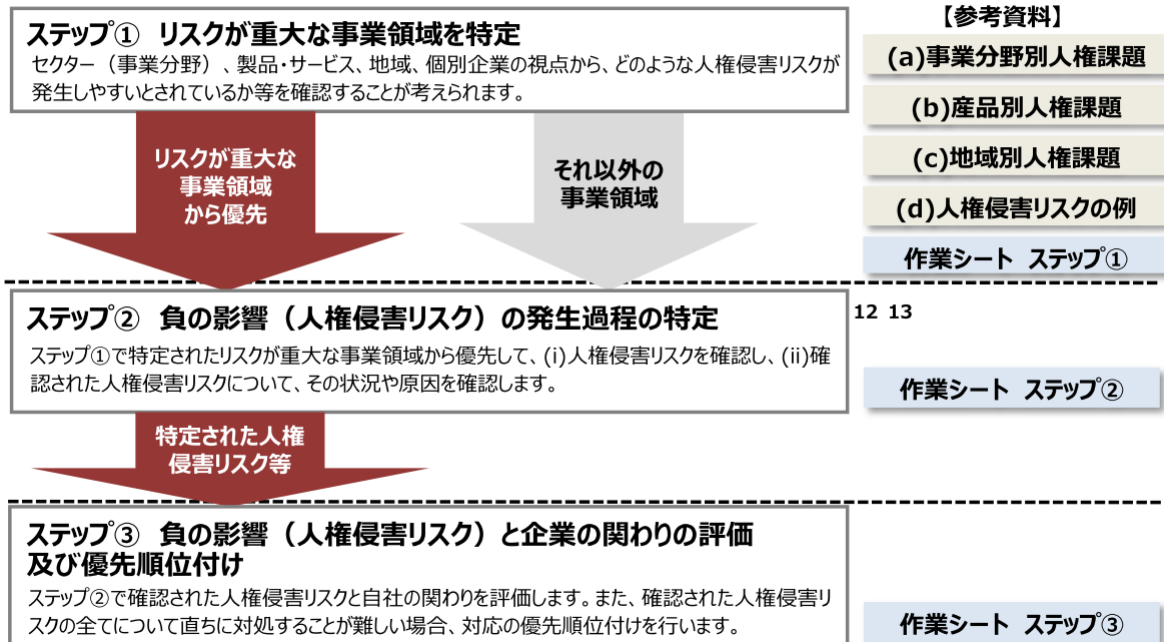 ステップ① リスクが重大な事業領域を特定
セクター（事業分野）、製品・サービス、地域、個別企業の視点から、どのような人権侵害リスクが
発生しやすいとされているか等を確認することが考えられます。
リスクが重大な
事業領域
から優先
それ以外の
事業領域
【参考資料】
(a)事業分野別人権課題
(b)産品別人権課題
(c)地域別人権課題
(d)人権侵害リスクの例
作業シート ステップ①
ステップ② 負の影響（人権侵害リスク）の発生過程の特定
ステップ①で特定されたリスクが重大な事業領域から優先して、(i)人権侵害リスクを確認し、(ii)確
認された人権侵害リスクについて、その状況や原因を確認します。
12 13
作業シート ステップ②
特定された人権
侵害リスク等
ステップ③ 負の影響（人権侵害リスク）と企業の関わりの評価
及び優先順位付け
ステップ②で確認された人権侵害リスクと自社の関わりを評価します。また、確認された人権侵害リ
スクの全てについて直ちに対処することが難しい場合、対応の優先順位付けを行います。
作業シート ステップ③